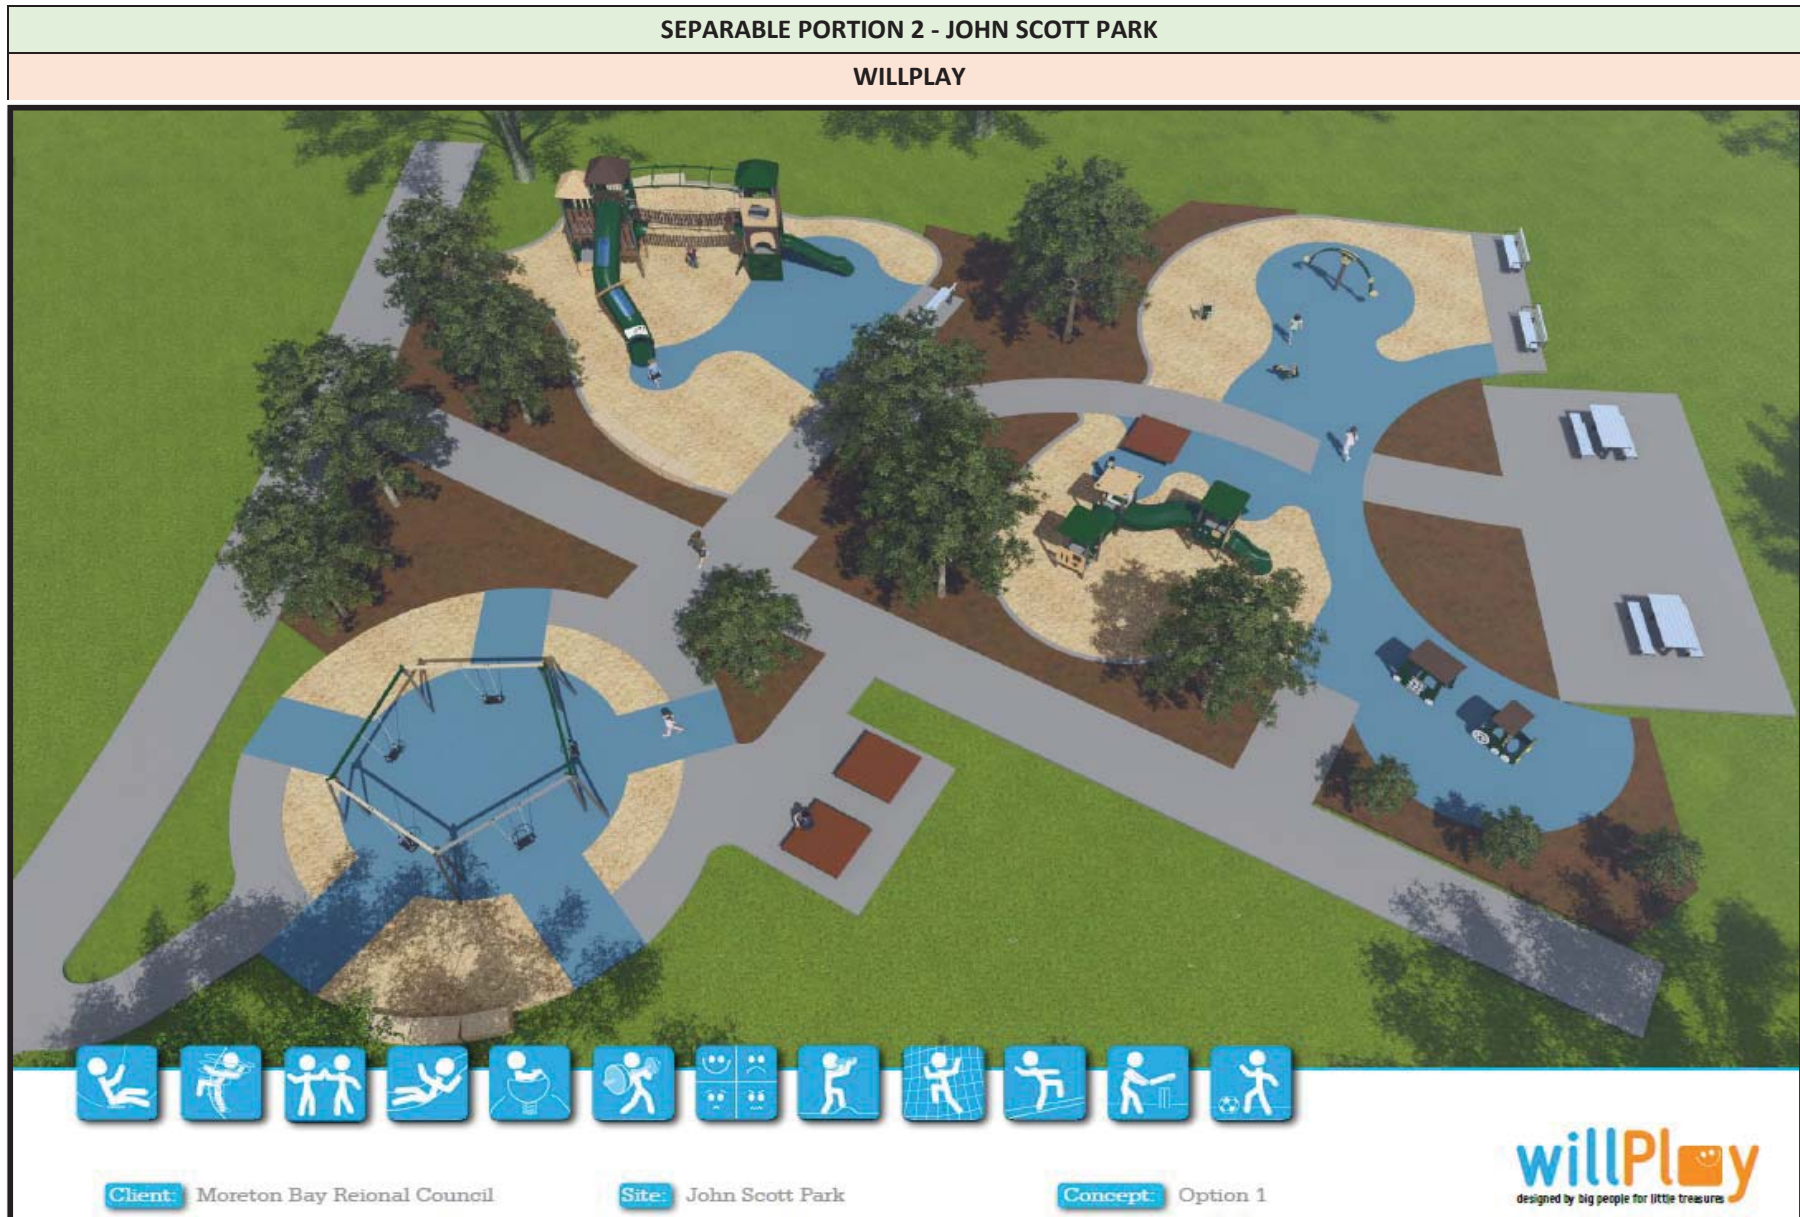 SEPARABLE PORTION 2 - JOHN SCOTT PARK
WILLPLAY
Client: Moreton Bay Reional Council
Site: John Scott Park
Concept: Option 1
willPlay
designed by big people for little treasures